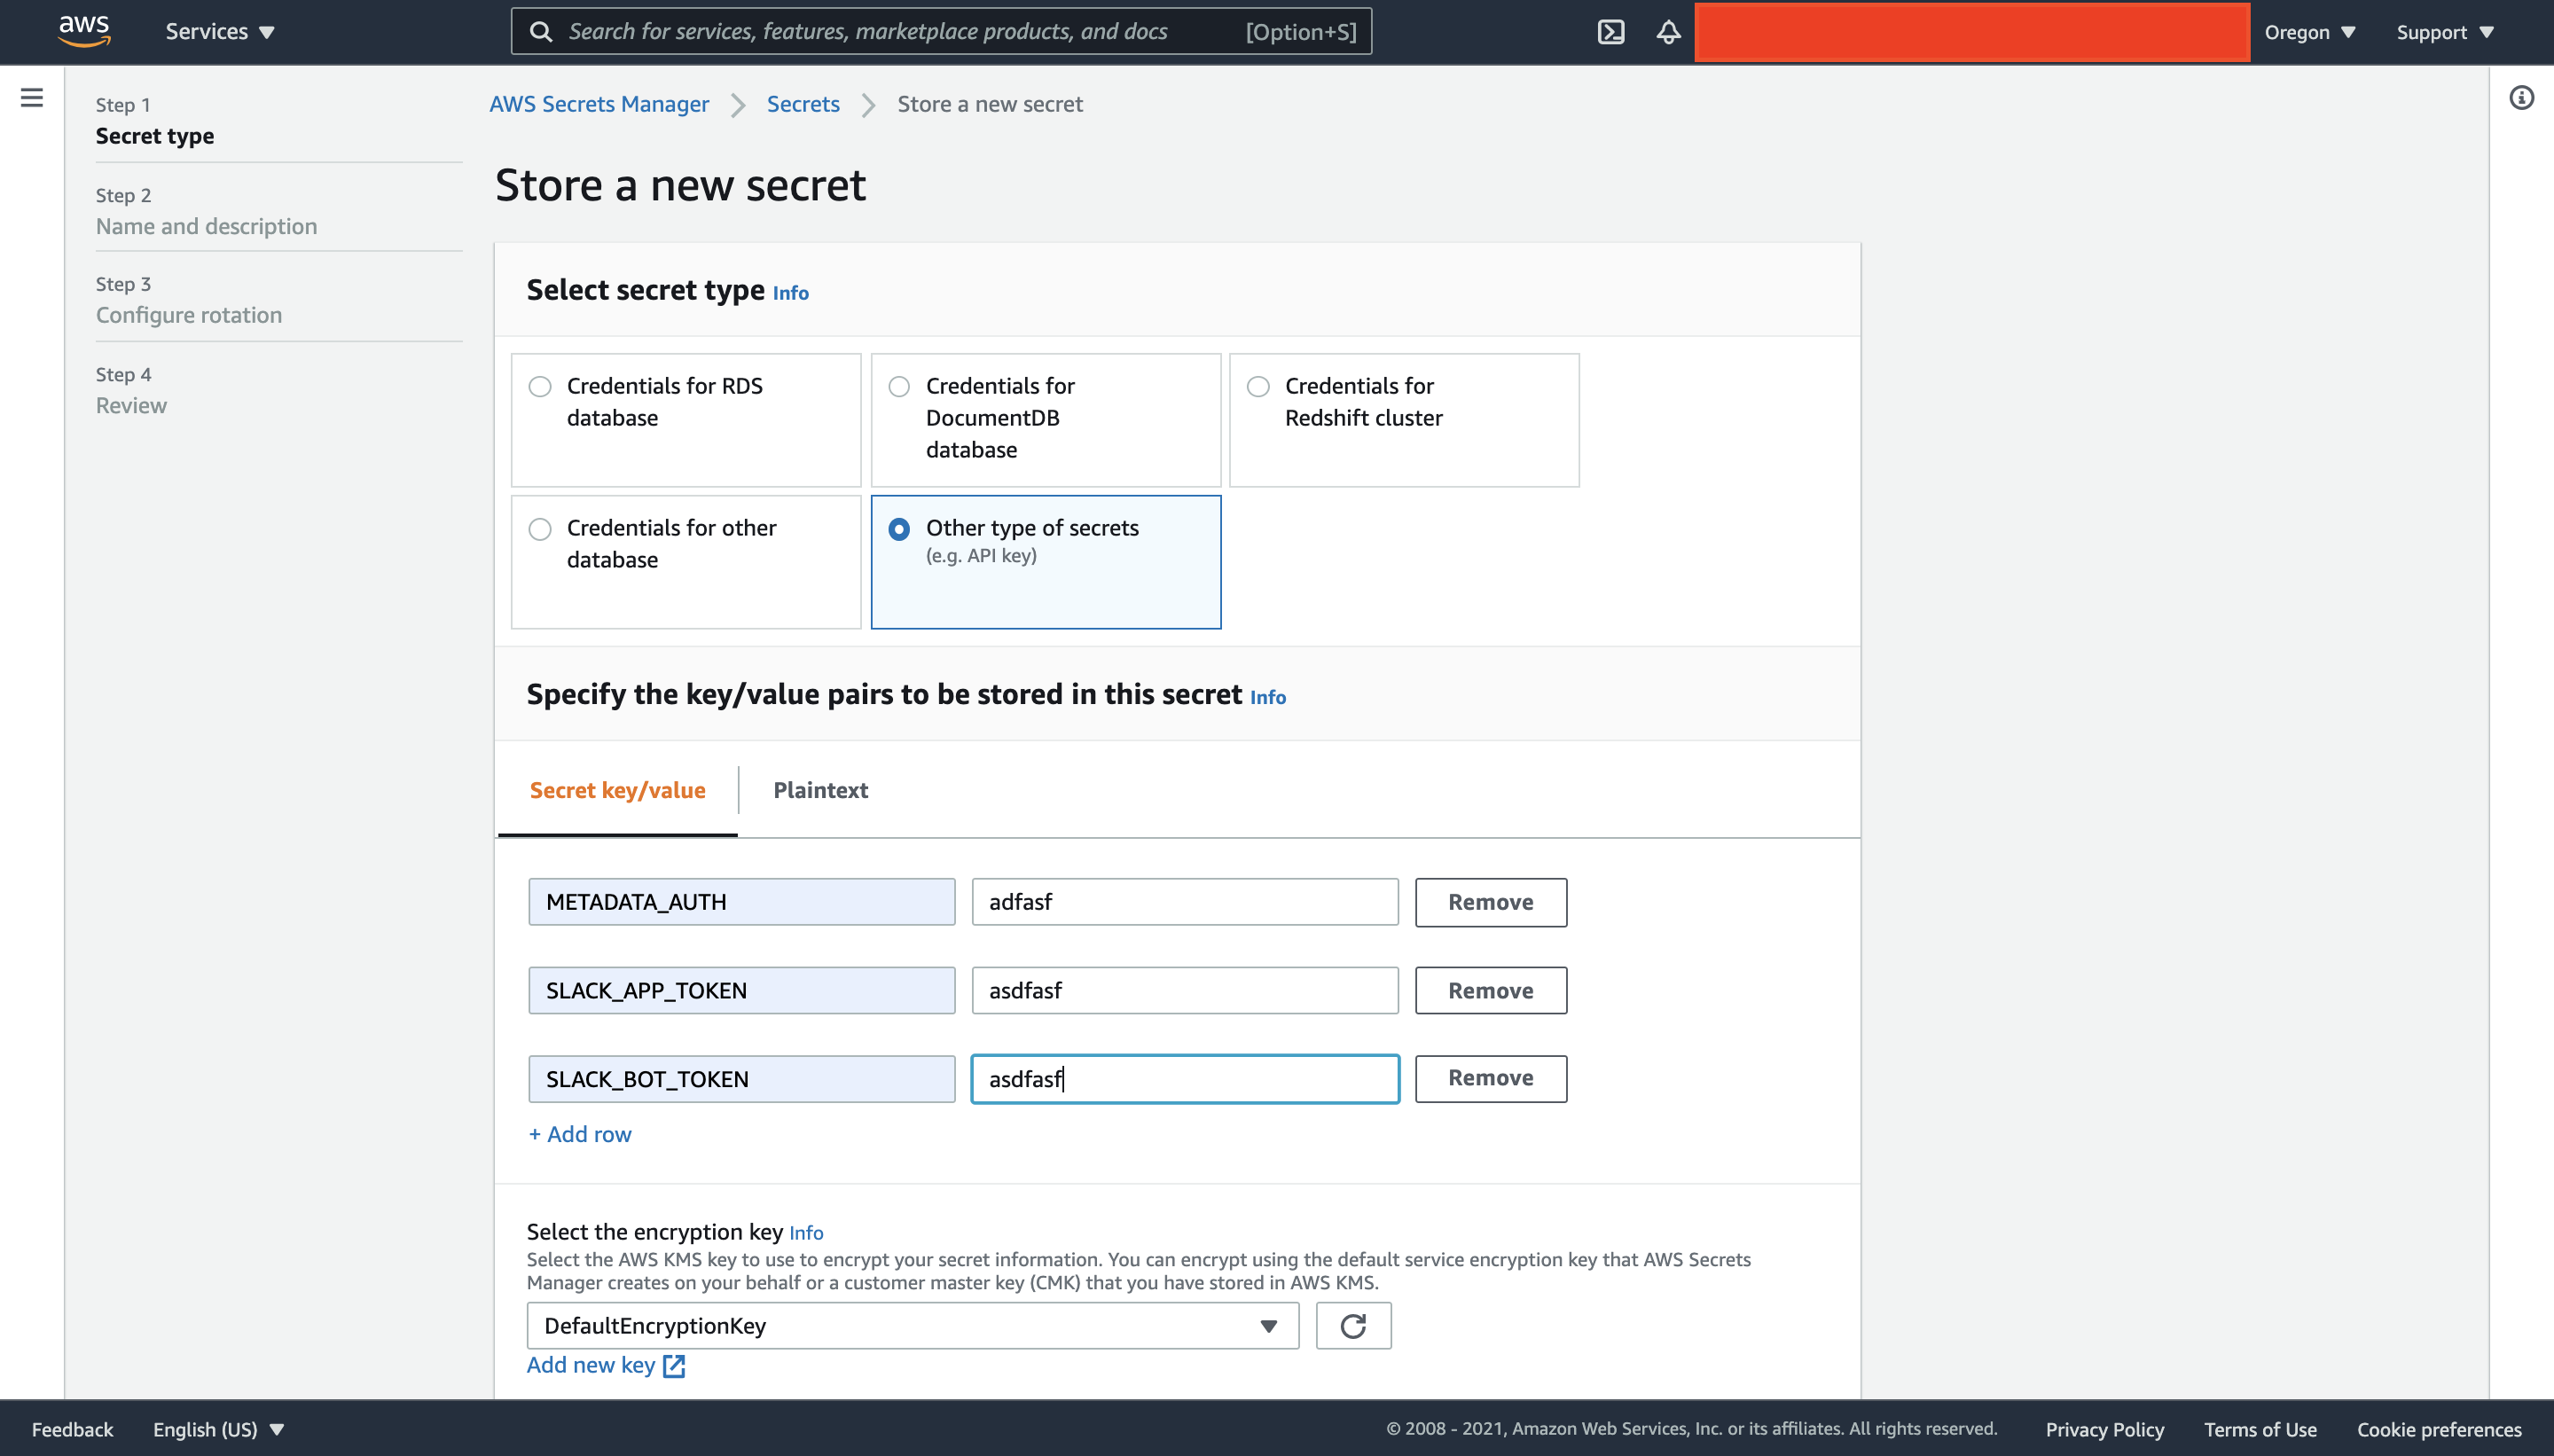 aws
Services
Search for services, features, marketplace products, and docs
[Option+S]
Oregon
Support
Step 1
Secret type
Step 2
Name and description
Step 3
Configure rotation
Step 4
Review
AWS Secrets Manager
Secrets
Store a new secret
Store a new secret
Select secret type Info
Credentials for RDS
database
Credentials for
DocumentDB
database
Credentials for
Redshift cluster
Credentials for other
database
Other type of secrets
(e.g. API key)
Specify the key/value pairs to be stored in this secret Info
Secret key/value
Plaintext
METADATA_AUTH
adfasf
Remove
SLACK_APP_TOKEN
asdfasf
Remove
SLACK_BOT_TOKEN
asdfasf
Remove
+ Add row
Select the encryption key Info
Select the AWS KMS key to use to encrypt your secret information. You can encrypt using the default service encryption key that AWS Secrets
Manager creates on your behalf or a customer master key (CMK) that you have stored in AWS KMS.
DefaultEncryptionKey
Add new key
Feedback
English (US)
© 2008 - 2021, Amazon Web Services, Inc. or its affiliates. All rights reserved.
Privacy Policy
Terms of Use
Cookie preferences